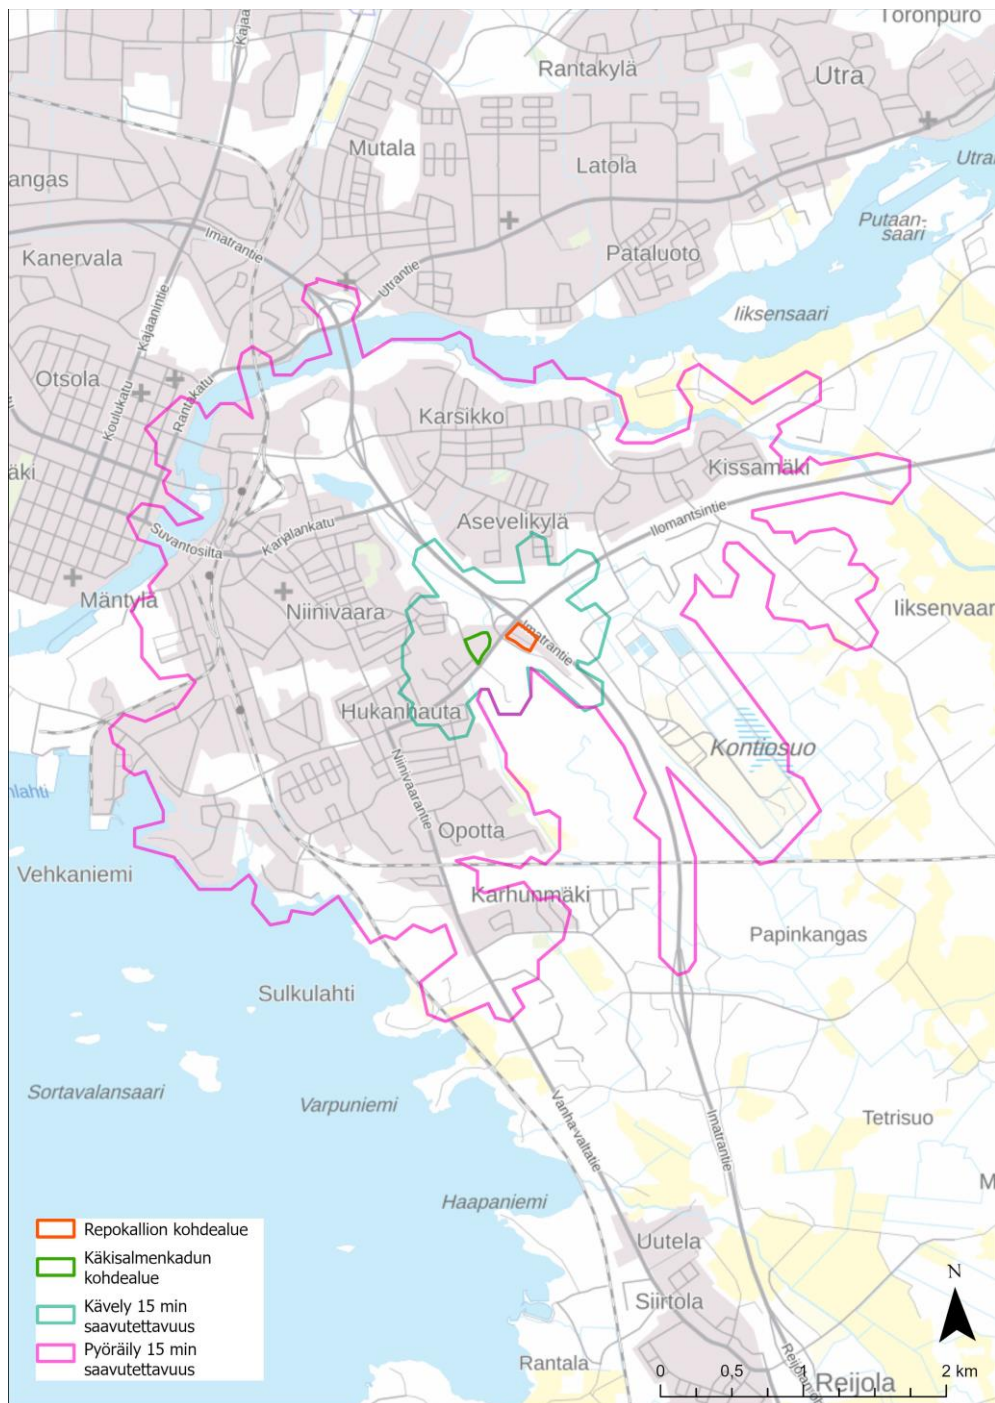 Toronpuro
Kajaa
Rantakylä
Utra
Mutala
Latola
Utra
angas
Putaan-
saari
Imatrantie
Kanervala
Utrantie
Pataluoto
Kajaanintie
Iiksensaari
Otsola
Koulukatu
Rantakatu
Karsikko
äki
Kissamäki
Asevelikylä
Ilomantsintie
Suvantosilta
Karjalankatu
Mäntylä
Niinivaara
Iiksenvaar
Imatrantie
Hukanhauta
Kontiosuo
Niinivaarantie
nlahti
Opotta
Vehkaniemi
Karhunmäki
Papinkangas
Sulkulahti
Sortavalansaari
Varpuniemi
Vanha valtatie
Imatrantie
Tetrisuo
M
Haapaniemi
Uutela
Siirtola
Rantala
Reijola
Repokallion kohdealue
Käkisalmenkadun
kohdealue
Kävely 15 min
saavutettavuus
Pyöräily 15 min
saavutettavuus
N
0 0,5 1 2 km